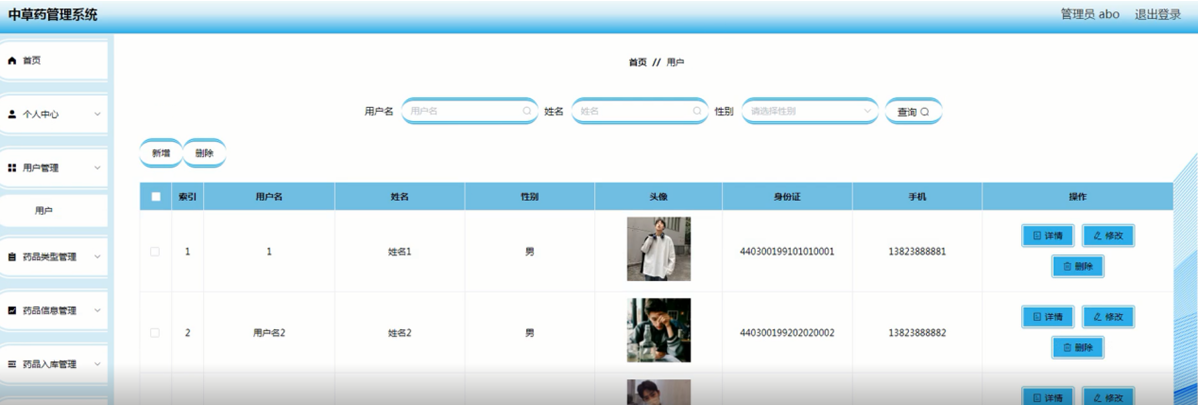 中草药管理系统
管理员 abo 退出登录
首页
首页 // 用户
个人中心
用户名 用户名 姓名 姓名 性别 请选择性别 查询
新增 删除
用户管理
索引 用户名 姓名 性别 头像 身份证 手机 操作
用户
1 1 姓名1 男 440300199101010001 13823888881 详情 修改
删除
药品类型管理
药品信息管理
2 用户名2 姓名2 男 440300199202020002 13823888882 详情 修改
删除
药品入库管理
详情 修改